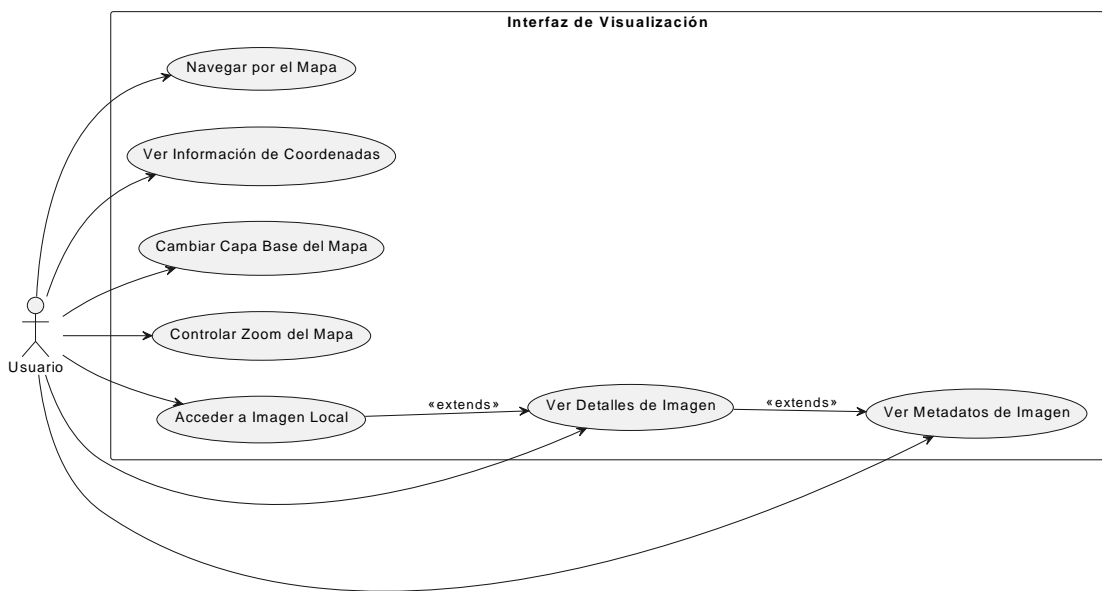 Interfaz de Visualización
Navegar por el Mapa
Ver Información de Coordenadas
Cambiar Capa Base del Mapa
Controlar Zoom del Mapa
Usuario
Acceder a Imagen Local
«extends»
Ver Detalles de Imagen
«extends»
Ver Metadatos de Imagen